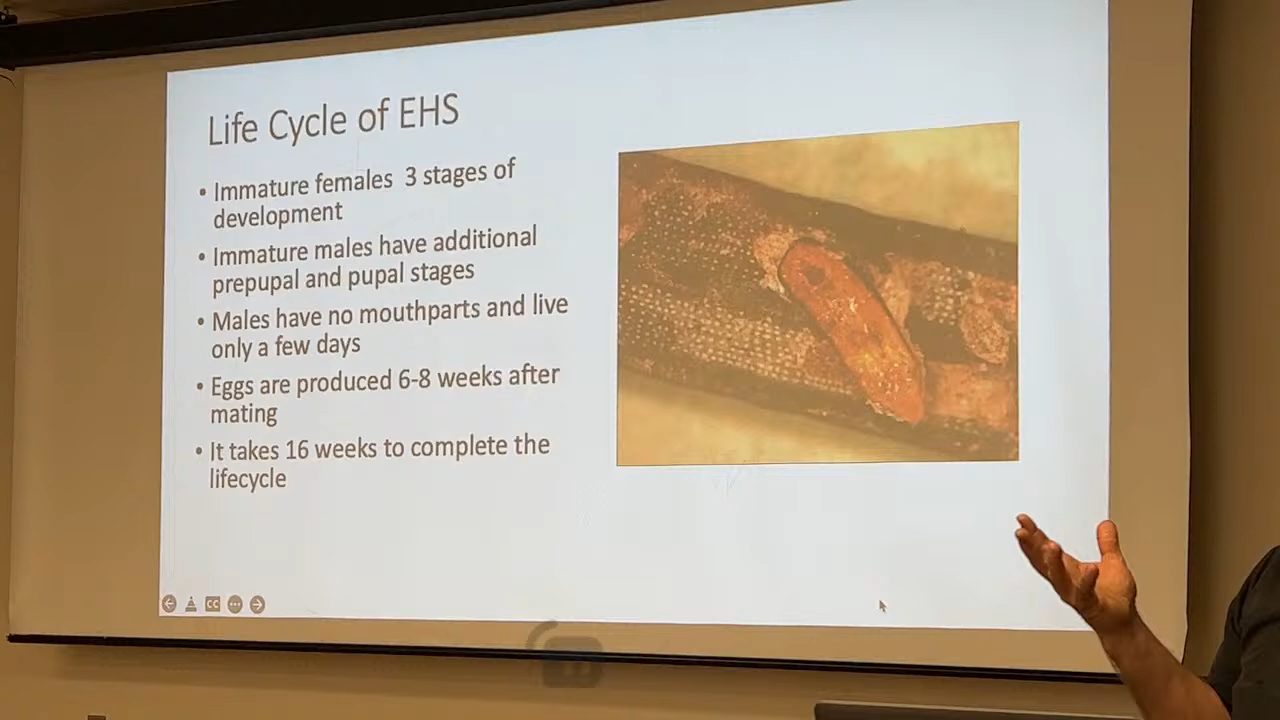 Life Cycle of EHS
• Immature females 3 stages of
development
• Immature males have additional
prepupal and pupal stages
• Males have no mouthparts and live
only a few days
• Eggs are produced 6-8 weeks after
mating
• It takes 16 weeks to complete the
lifecycle
CC